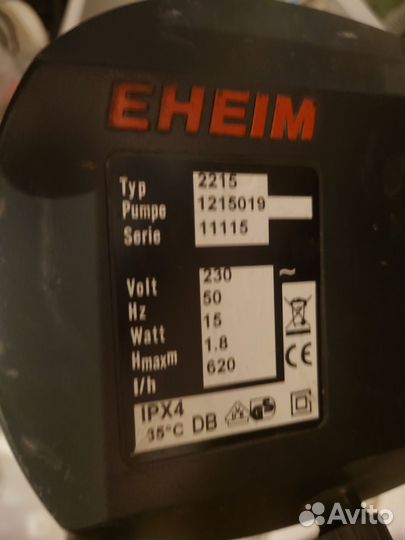 EHEIM
Typ 2215
Pumpe 1215019
Serie 11115
Volt 230 ~
Hz 50
Watt 15
Hmaxm 1,8
l/h 620
IPX4
35°C DB GS
CE
Avito